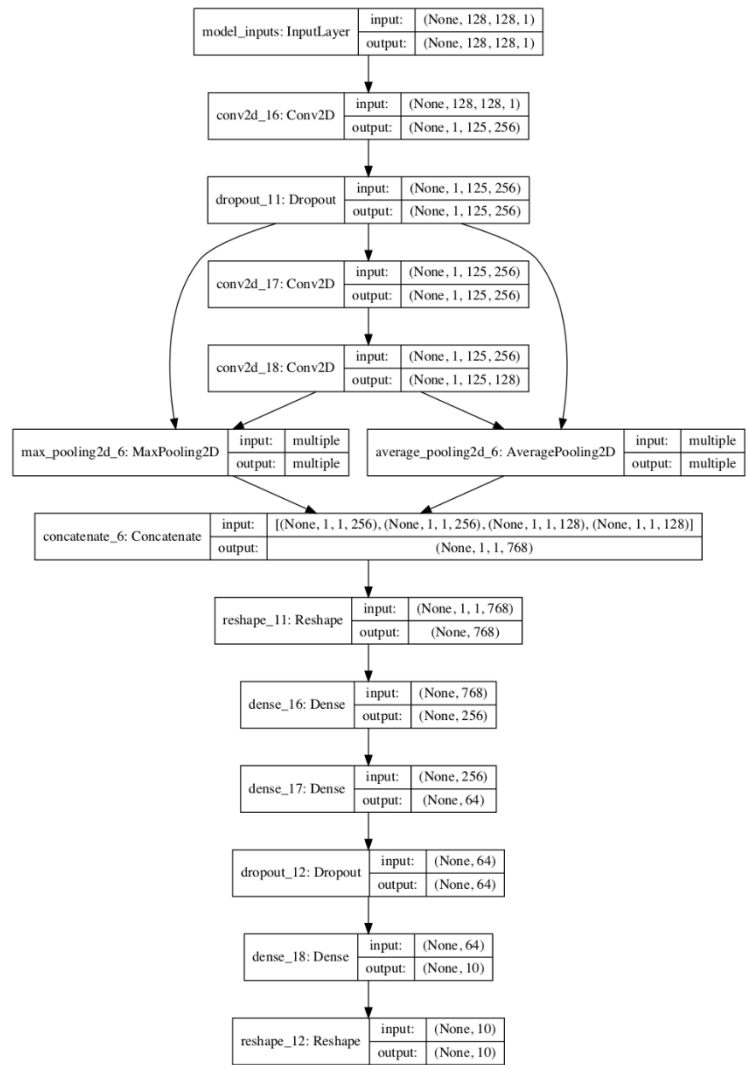 model_inputs: InputLayer
input: (None, 128, 128, 1)
output: (None, 128, 128, 1)
conv2d_16: Conv2D
input: (None, 128, 128, 1)
output: (None, 1, 125, 256)
dropout_11: Dropout
input: (None, 1, 125, 256)
output: (None, 1, 125, 256)
conv2d_17: Conv2D
input: (None, 1, 125, 256)
output: (None, 1, 125, 256)
conv2d_18: Conv2D
input: (None, 1, 125, 256)
output: (None, 1, 125, 128)
max_pooling2d_6: MaxPooling2D
input: multiple
output: multiple
average_pooling2d_6: AveragePooling2D
input: multiple
output: multiple
concatenate_6: Concatenate
input: [(None, 1, 1, 256), (None, 1, 1, 256), (None, 1, 1, 128), (None, 1, 1, 128)]
output: (None, 1, 1, 768)
reshape_11: Reshape
input: (None, 1, 1, 768)
output: (None, 768)
dense_16: Dense
input: (None, 768)
output: (None, 256)
dense_17: Dense
input: (None, 256)
output: (None, 64)
dropout_12: Dropout
input: (None, 64)
output: (None, 64)
dense_18: Dense
input: (None, 64)
output: (None, 10)
reshape_12: Reshape
input: (None, 10)
output: (None, 10)